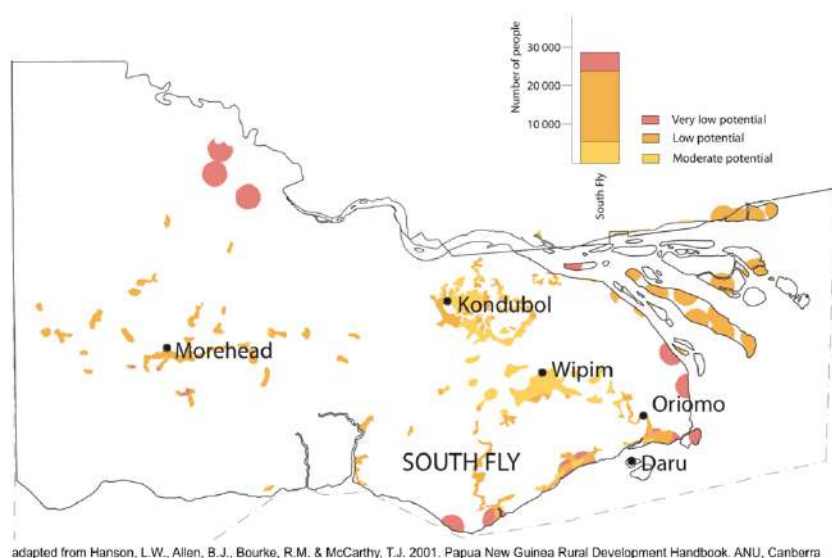 Number of people
30 000
20 000
10 000
South Fly
Very low potential
Low potential
Moderate potential
Kondubol
Morehead
Wipim
Oriomo
SOUTH FLY
Daru
adapted from Hanson, L.W., Allen, B.J., Bourke, R.M. & McCarthy, T.J. 2001. Papua New Guinea Rural Development Handbook. ANU, Canberra